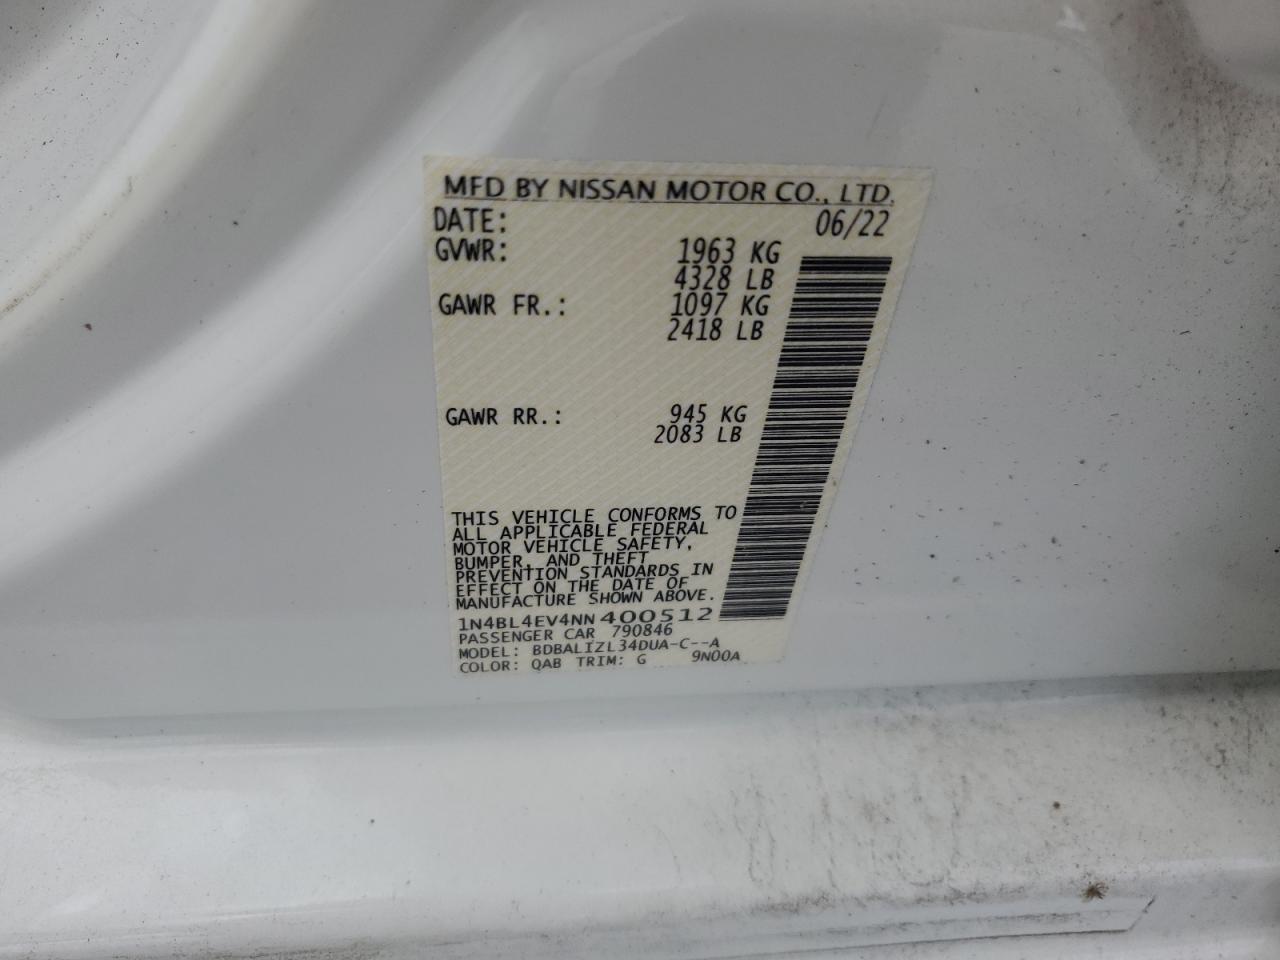 MFD BY NISSAN MOTOR CO., LTD.
DATE: 06/22
GVWR: 1963 KG
4328 LB
GAWR FR.: 1097 KG
2418 LB
GAWR RR.: 945 KG
2083 LB
THIS VEHICLE CONFORMS TO
ALL APPLICABLE FEDERAL
MOTOR VEHICLE SAFETY,
BUMPER, AND THEFT
PREVENTION STANDARDS IN
EFFECT ON THE DATE OF
MANUFACTURE SHOWN ABOVE.
1N4BL4EV4NN400512
PASSENGER CAR 790846
MODEL: BDBALIZL34DUA-C--A
COLOR: QAB TRIM: G 9N00A